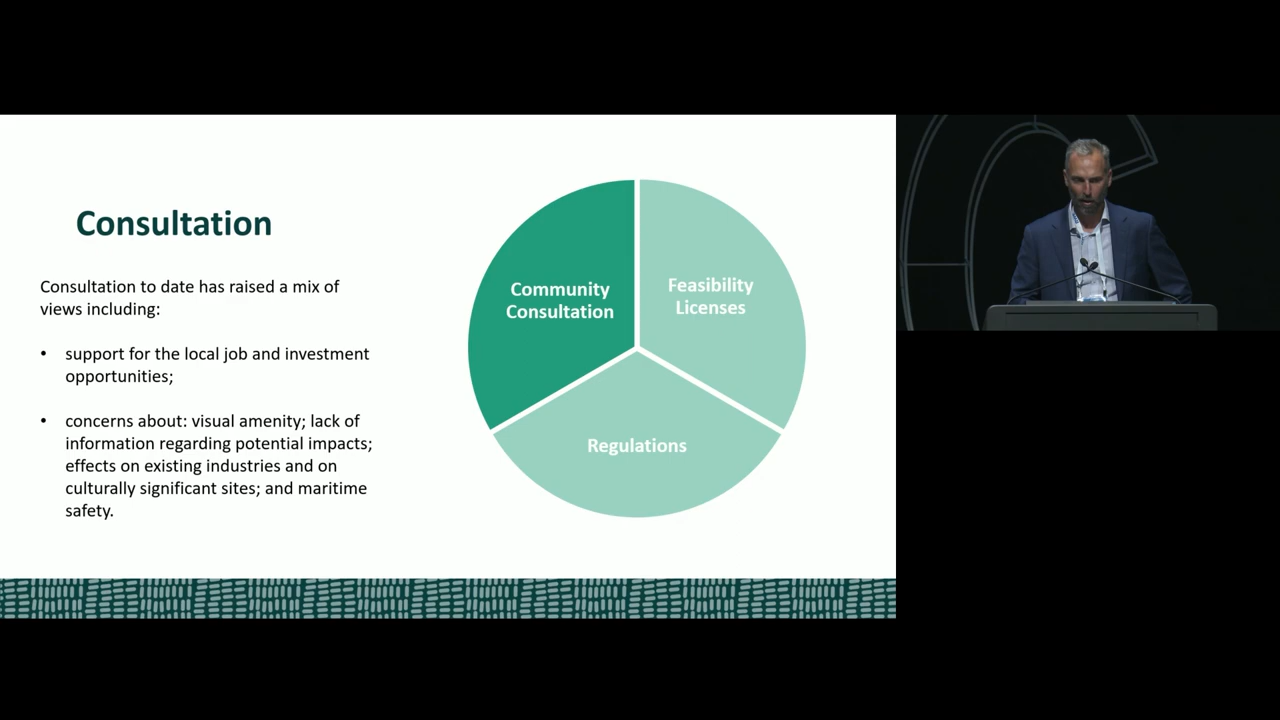 Consultation
Consultation to date has raised a mix of
views including:
• support for the local job and investment
opportunities;
• concerns about: visual amenity; lack of
information regarding potential impacts;
effects on existing industries and on
culturally significant sites; and maritime
safety.
Community
Consultation
Feasibility
Licenses
Regulations